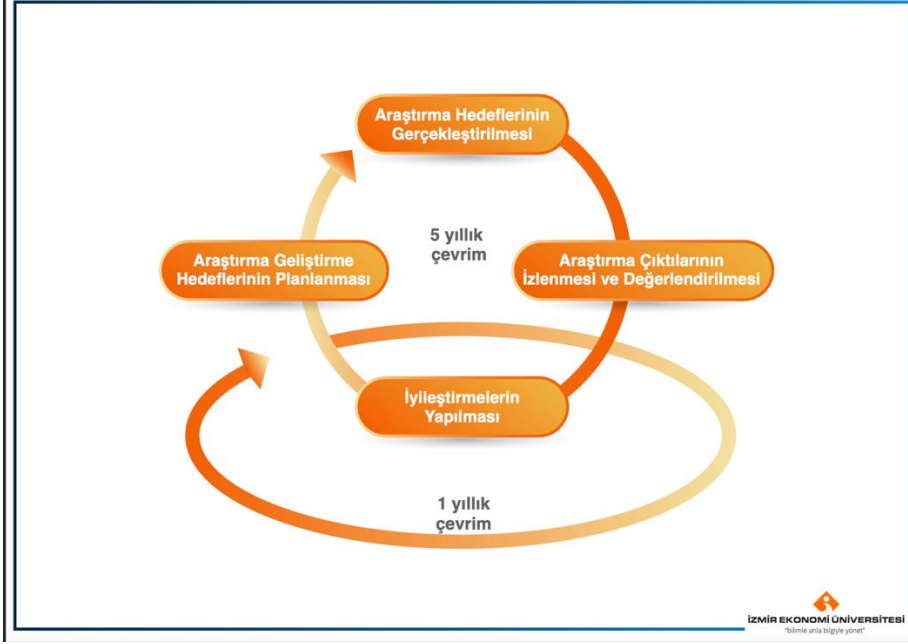 Araştırma Hedeflerinin
Gerçekleştirilmesi
5 yıllık
çevrim
Araştırma Geliştirme
Hedeflerinin Planlanması
Araştırma Çıktılarının
İzlenmesi ve Değerlendirilmesi
İyileştirmelerin
Yapılması
1 yıllık
çevrim
İZMİR EKONOMİ ÜNİVERSİTESİ
"bilimle anla bilgiyle yönet"